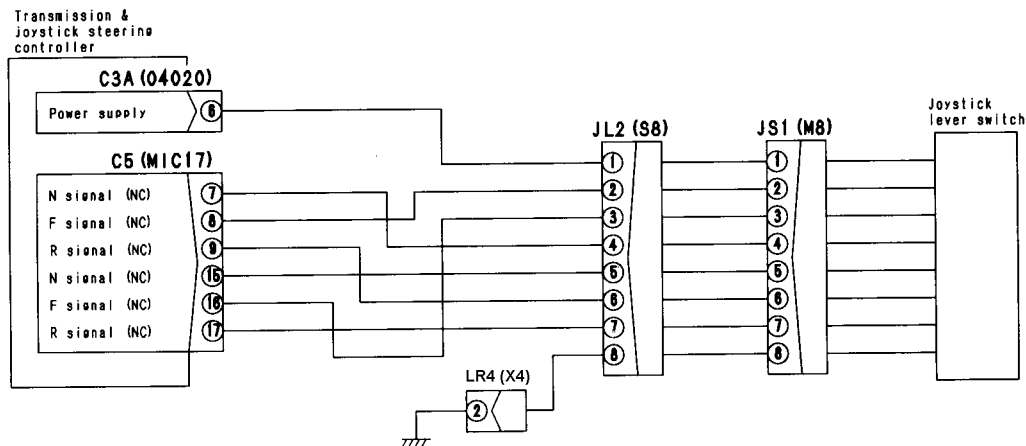 Transmission &
joystick steering
controller
C3A (04020)
Power supply
6
C5 (MIC17)
N signal (NC)
7
F signal (NC)
8
R signal (NC)
9
N signal (NC)
15
F signal (NC)
16
R signal (NC)
17
LR4 (X4)
2
JL2 (S8)
1
2
3
4
5
6
7
8
JS1 (M8)
1
2
3
4
5
6
7
8
Joystick
lever switch